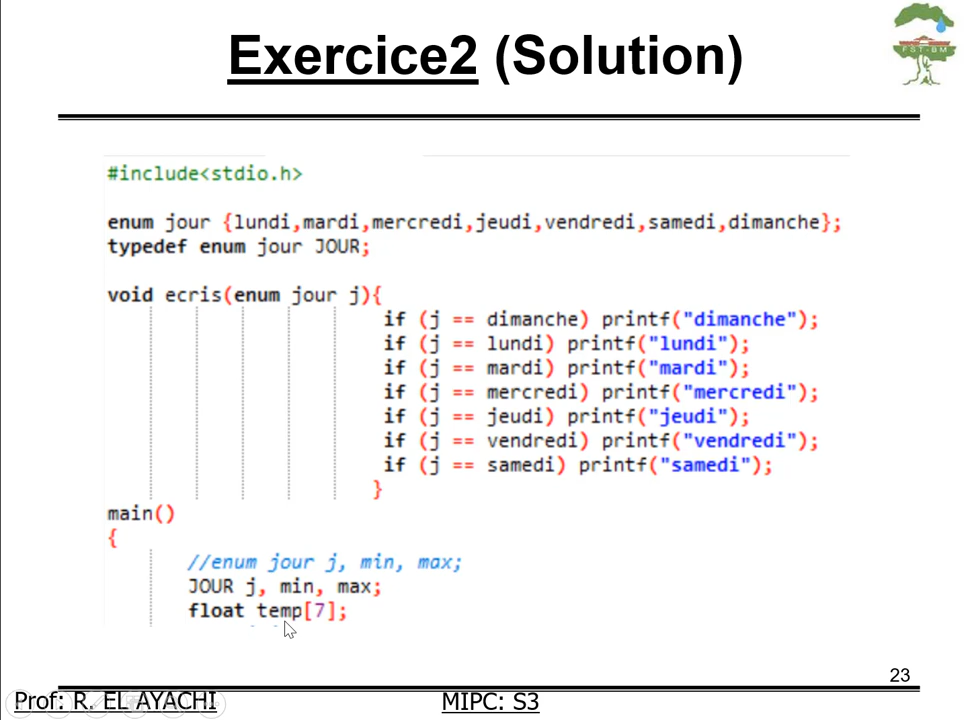 Exercice2 (Solution)
FST-BM
#include<stdio.h>
enum jour {lundi,mardi,mercredi,jeudi,vendredi,samedi,dimanche};
typedef enum jour JOUR;
void ecris(enum jour j){
if (j == dimanche) printf("dimanche");
if (j == lundi) printf("lundi");
if (j == mardi) printf("mardi");
if (j == mercredi) printf("mercredi");
if (j == jeudi) printf("jeudi");
if (j == vendredi) printf("vendredi");
if (j == samedi) printf("samedi");
}
main()
{
//enum jour j, min, max;
JOUR j, min, max;
float temp[7];
23
Prof: R. EL AYACHI
MIPC: S3